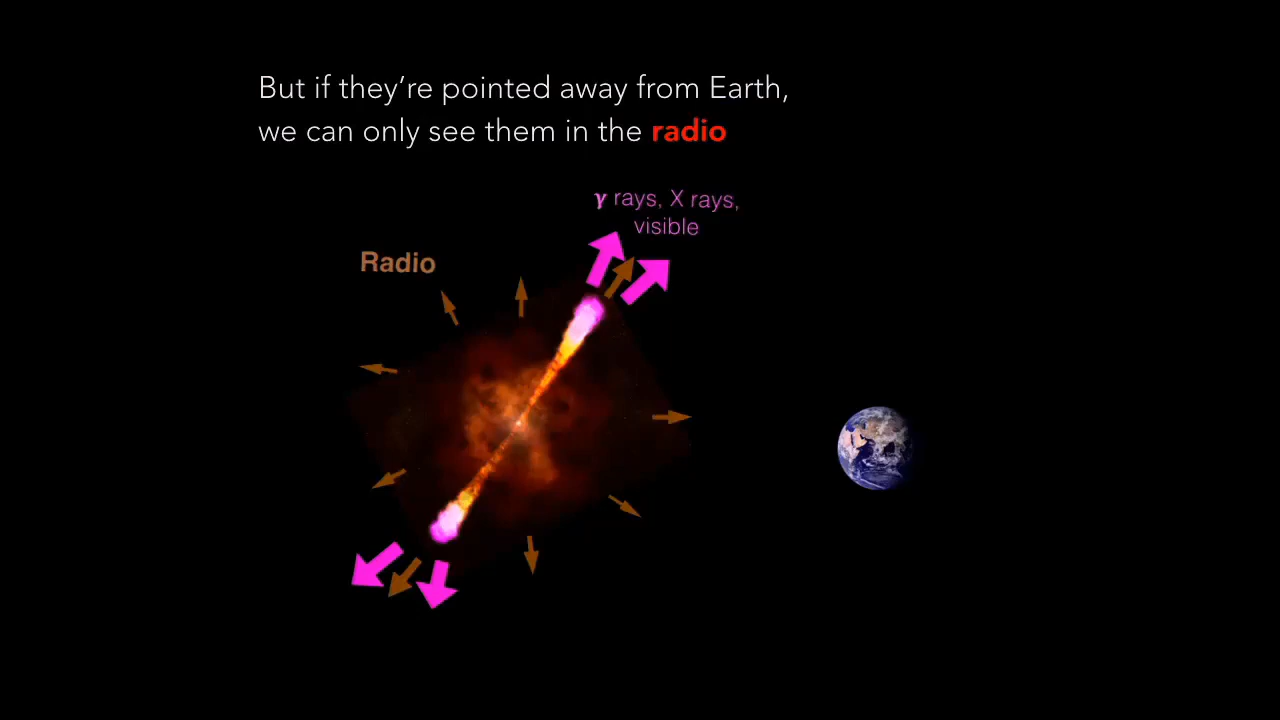 But if they’re pointed away from Earth,
we can only see them in the radio
γ rays, X rays,
visible
Radio